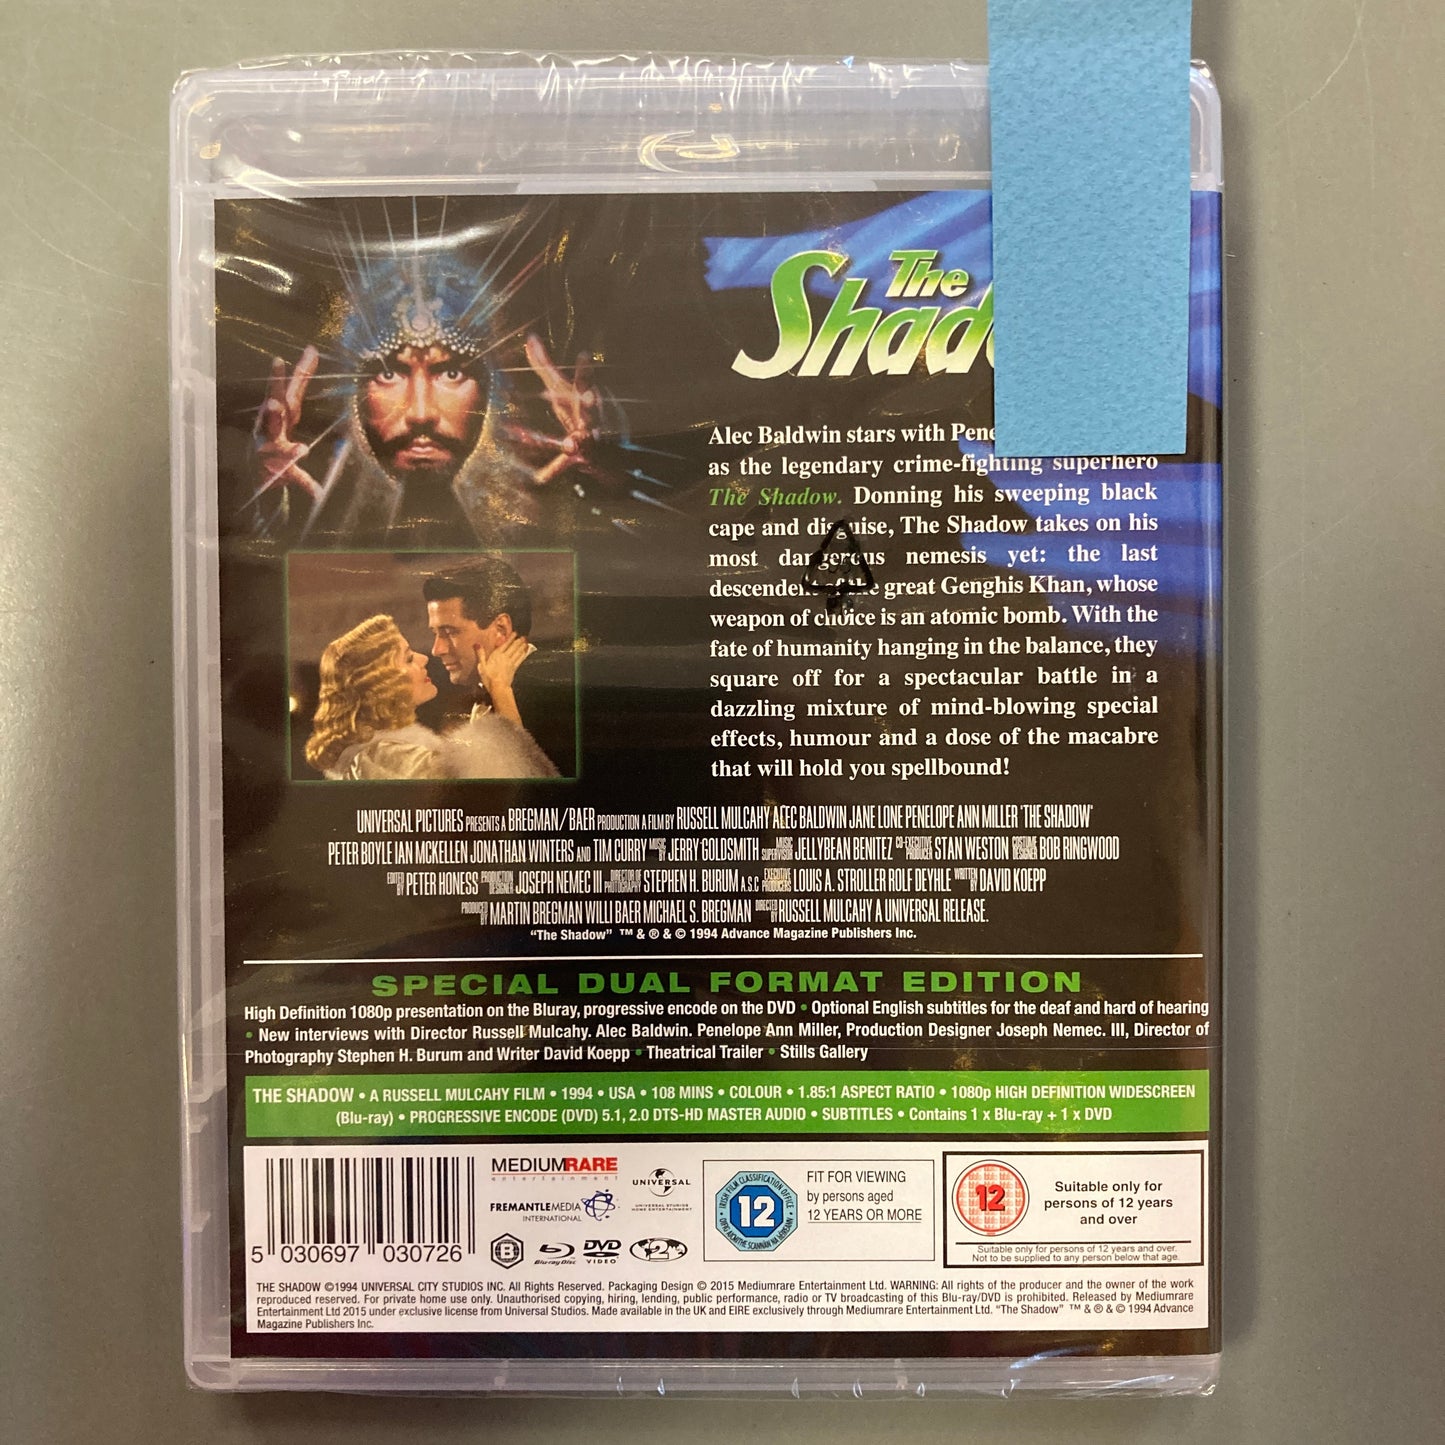 The
Shad
Alec Baldwin stars with Pene
as the legendary crime-fighting superhero
The Shadow. Donning his sweeping black
cape and disguise, The Shadow takes on his
most dangerous nemesis yet: the last
descendent of the great Genghis Khan, whose
weapon of choice is an atomic bomb. With the
fate of humanity hanging in the balance, they
square off for a spectacular battle in a
dazzling mixture of mind-blowing special
effects, humour and a dose of the macabre
that will hold you spellbound!
UNIVERSAL PICTURES PRESENTS A BREGMAN/BAER PRODUCTION A FILM BY RUSSELL MULCAHY ALEC BALDWIN JANE LONE PENELOPE ANN MILLER 'THE SHADOW'
PETER BOYLE IAN MCKELLEN JONATHAN WINTERS AND TIM CURRY MUSIC BY JERRY GOLDSMITH MUSIC SUPERVISOR JELLYBEAN BENITEZ CO-EXECUTIVE PRODUCER STAN WESTON COSTUME DESIGNER BOB RINGWOOD
EDITED BY PETER HONESS PRODUCTION DESIGNER JOSEPH NEMEC III DIRECTOR OF PHOTOGRAPHY STEPHEN H. BURUM A.S.C EXECUTIVE PRODUCERS LOUIS A. STROLLER ROLF DEYHLE WRITTEN BY DAVID KOEPP
PRODUCED BY MARTIN BREGMAN WILLI BAER MICHAEL S. BREGMAN DIRECTED BY RUSSELL MULCAHY A UNIVERSAL RELEASE.
"The Shadow" ™ & ® & © 1994 Advance Magazine Publishers Inc.
SPECIAL DUAL FORMAT EDITION
High Definition 1080p presentation on the Bluray, progressive encode on the DVD • Optional English subtitles for the deaf and hard of hearing
• New interviews with Director Russell Mulcahy. Alec Baldwin. Penelope Ann Miller, Production Designer Joseph Nemec. III, Director of
Photography Stephen H. Burum and Writer David Koepp • Theatrical Trailer • Stills Gallery
THE SHADOW • A RUSSELL MULCAHY FILM • 1994 • USA • 108 MINS • COLOUR • 1.85:1 ASPECT RATIO • 1080p HIGH DEFINITION WIDESCREEN
(Blu-ray) • PROGRESSIVE ENCODE (DVD) 5.1, 2.0 DTS-HD MASTER AUDIO • SUBTITLES • Contains 1 x Blu-ray + 1 x DVD
5 030697 030726
MEDIUMRARE
entertainment
FREMANTLEMEDIA
INTERNATIONAL
UNIVERSAL
UNIVERSAL STUDIOS
HOME ENTERTAINMENT
B
Blu-ray Disc
DVD
VIDEO
2
IRISH FILM CLASSIFICATION OFFICE
12
FIT FOR VIEWING
by persons aged
12 YEARS OR MORE
12
Suitable only for
persons of 12 years
and over
Suitable only for persons of 12 years and over.
Not to be supplied to any person below that age.
THE SHADOW ©1994 UNIVERSAL CITY STUDIOS INC. All Rights Reserved. Packaging Design © 2015 Mediumrare Entertainment Ltd. WARNING: All rights of the producer and the owner of the work
reproduced reserved. For private home use only. Unauthorised copying, hiring, lending, public performance, radio or TV broadcasting of this Blu-ray/DVD is prohibited. Released by Mediumrare
Entertainment Ltd 2015 under exclusive license from Universal Studios. Made available in the UK and EIRE exclusively through Mediumrare Entertainment Ltd. "The Shadow" ™ & ® & © 1994 Advance
Magazine Publishers Inc.